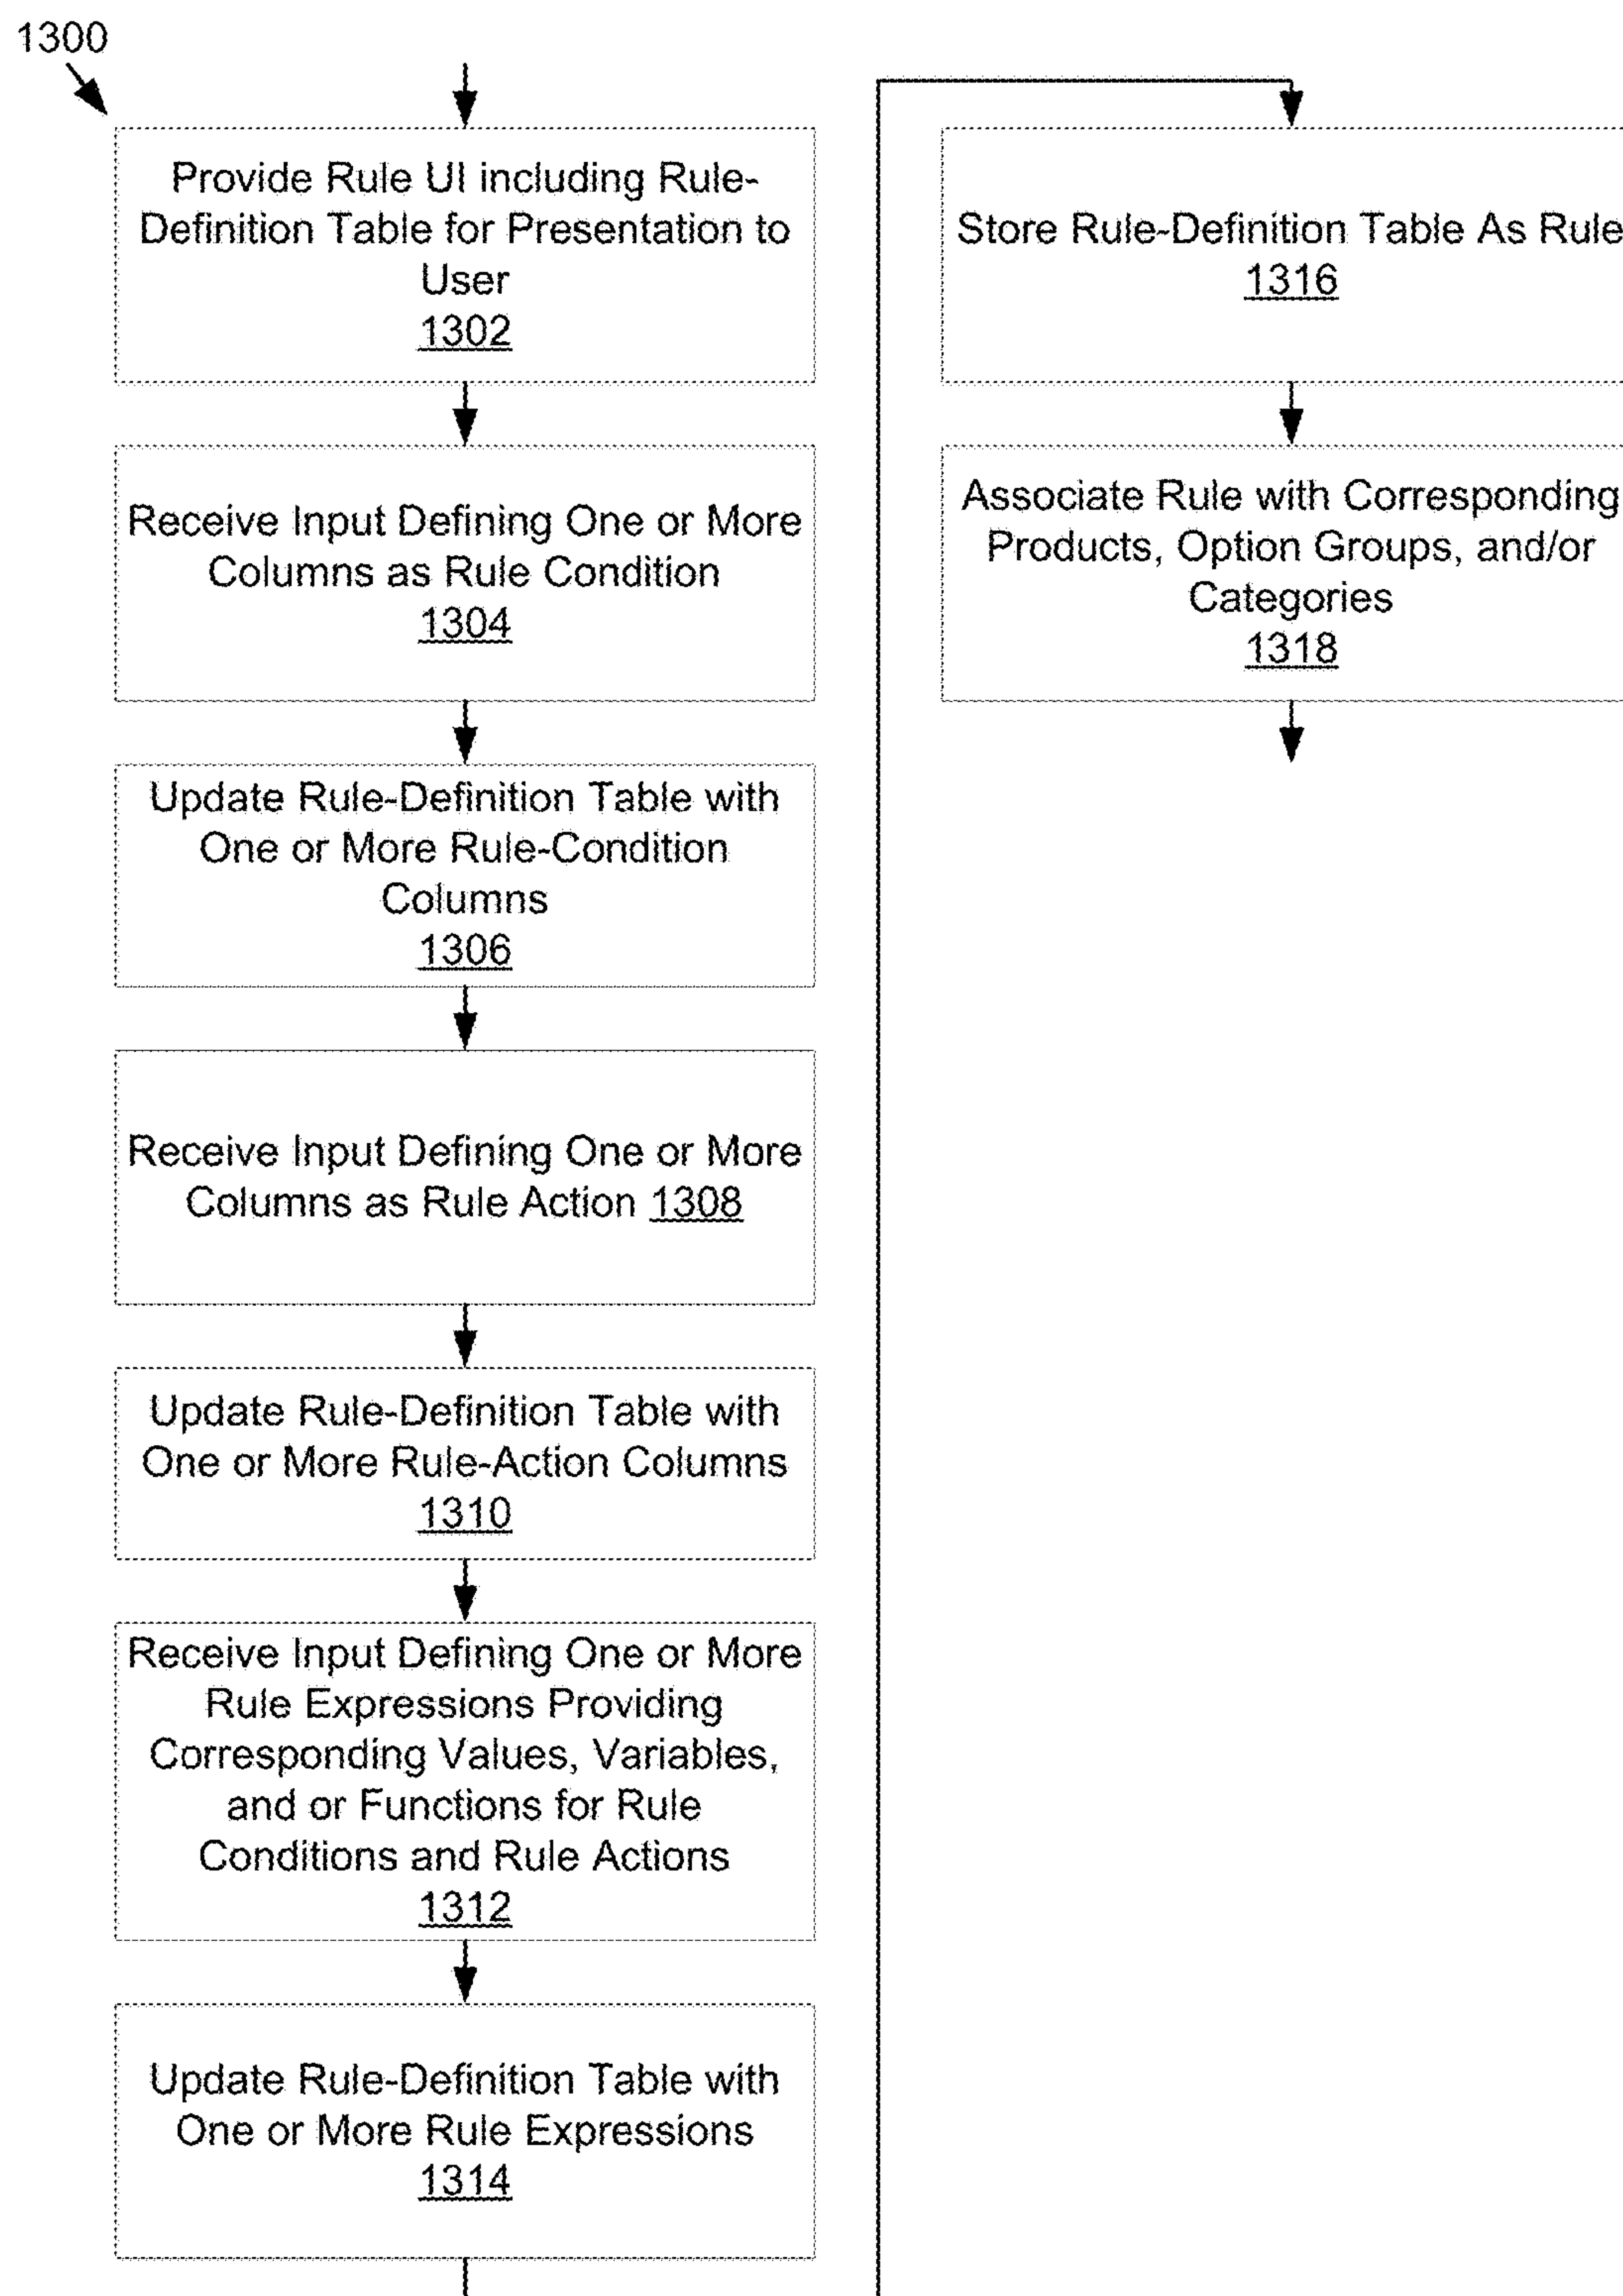 1300
Provide Rule UI including Rule-
Definition Table for Presentation to
User
1302
Receive Input Defining One or More
Columns as Rule Condition
1304
Update Rule-Definition Table with
One or More Rule-Condition
Columns
1306
Receive Input Defining One or More
Columns as Rule Action 1308
Update Rule-Definition Table with
One or More Rule-Action Columns
1310
Receive Input Defining One or More
Rule Expressions Providing
Corresponding Values, Variables,
and or Functions for Rule
Conditions and Rule Actions
1312
Update Rule-Definition Table with
One or More Rule Expressions
1314
Store Rule-Definition Table As Rule
1316
Associate Rule with Corresponding
Products, Option Groups, and/or
Categories
1318